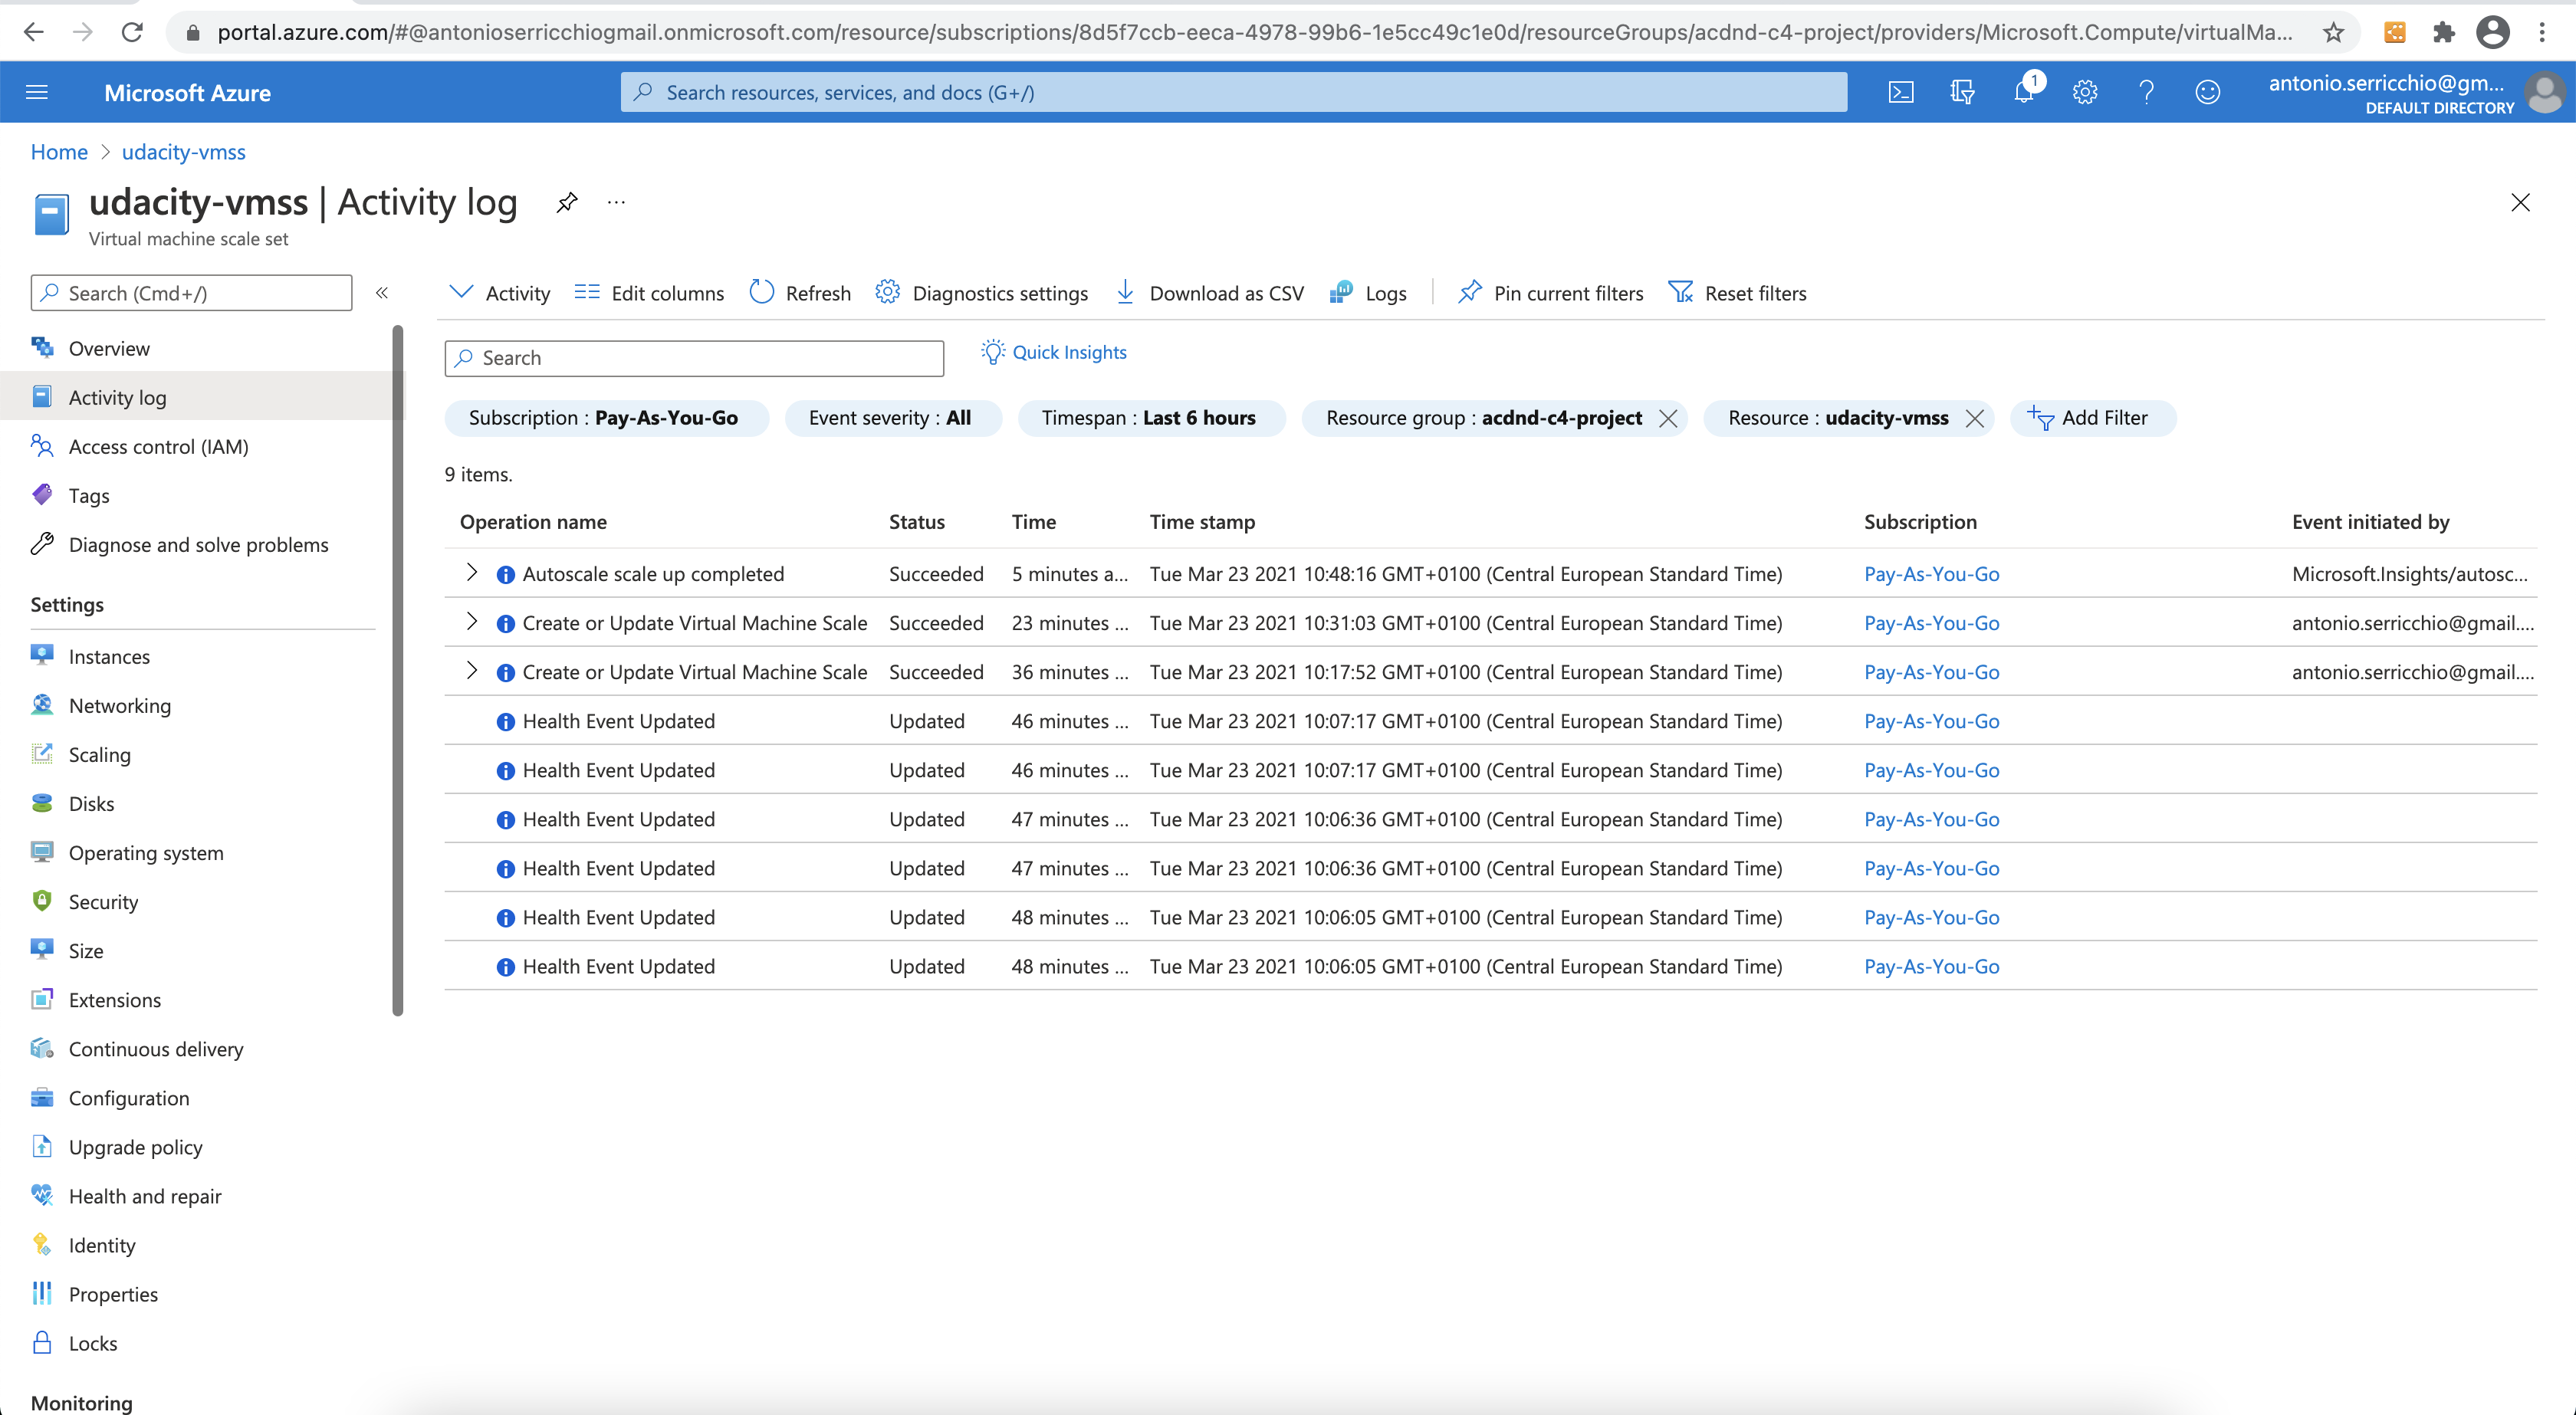 portal.azure.com/#@antonioserricchiogmail.onmicrosoft.com/resource/subscriptions/8d5f7ccb-eeca-4978-99b6-1e5cc49c1e0d/resourceGroups/acdnd-c4-project/providers/Microsoft.Compute/virtualMa...
Microsoft Azure
Search resources, services, and docs (G+/)
1
antonio.serricchio@gm...
DEFAULT DIRECTORY
Home > udacity-vmss
udacity-vmss | Activity log
Virtual machine scale set
Search (Cmd+/)
Overview
Activity log
Access control (IAM)
Tags
Diagnose and solve problems
Settings
Instances
Networking
Scaling
Disks
Operating system
Security
Size
Extensions
Continuous delivery
Configuration
Upgrade policy
Health and repair
Identity
Properties
Locks
Monitoring
Activity Edit columns Refresh Diagnostics settings Download as CSV Logs Pin current filters Reset filters
Search Quick Insights
Subscription : Pay-As-You-Go Event severity : All Timespan : Last 6 hours Resource group : acdnd-c4-project Resource : udacity-vmss Add Filter
9 items.
Operation name Status Time Time stamp Subscription Event initiated by
Autoscale scale up completed Succeeded 5 minutes a... Tue Mar 23 2021 10:48:16 GMT+0100 (Central European Standard Time) Pay-As-You-Go Microsoft.Insights/autosc...
Create or Update Virtual Machine Scale Succeeded 23 minutes ... Tue Mar 23 2021 10:31:03 GMT+0100 (Central European Standard Time) Pay-As-You-Go antonio.serricchio@gmail....
Create or Update Virtual Machine Scale Succeeded 36 minutes ... Tue Mar 23 2021 10:17:52 GMT+0100 (Central European Standard Time) Pay-As-You-Go antonio.serricchio@gmail....
Health Event Updated Updated 46 minutes ... Tue Mar 23 2021 10:07:17 GMT+0100 (Central European Standard Time) Pay-As-You-Go
Health Event Updated Updated 46 minutes ... Tue Mar 23 2021 10:07:17 GMT+0100 (Central European Standard Time) Pay-As-You-Go
Health Event Updated Updated 47 minutes ... Tue Mar 23 2021 10:06:36 GMT+0100 (Central European Standard Time) Pay-As-You-Go
Health Event Updated Updated 47 minutes ... Tue Mar 23 2021 10:06:36 GMT+0100 (Central European Standard Time) Pay-As-You-Go
Health Event Updated Updated 48 minutes ... Tue Mar 23 2021 10:06:05 GMT+0100 (Central European Standard Time) Pay-As-You-Go
Health Event Updated Updated 48 minutes ... Tue Mar 23 2021 10:06:05 GMT+0100 (Central European Standard Time) Pay-As-You-Go